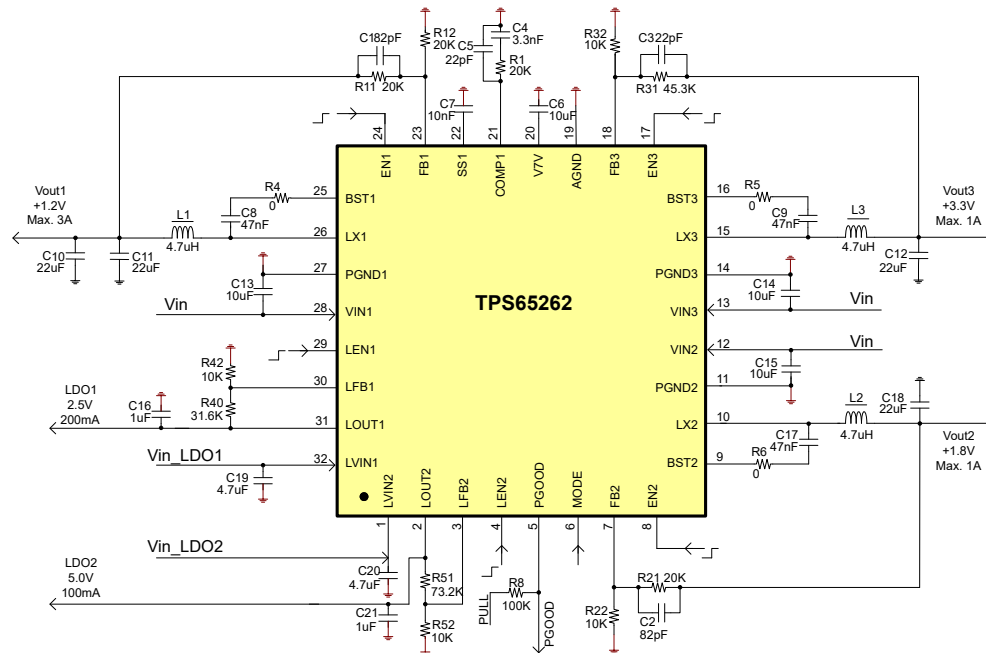 C182pF
R11 20K
R12
20K
C5
22pF
C4
3.3nF
R1
20K
R32
10K
C322pF
R31 45.3K
C7
10nF
C6
10uF
24
23
22
21
20
19
18
17
EN1
FB1
SS1
COMP1
V7V
AGND
FB3
EN3
Vout1
+1.2V
Max. 3A
C10
22uF
C11
22uF
L1
4.7uH
R4
0
C8
47nF
25
BST1
26
LX1
27
PGND1
C13
10uF
Vin
28
VIN1
29
LEN1
R42
10K
30
LFB1
R40
31.6K
LDO1
2.5V
200mA
C16
1uF
31
LOUT1
Vin_LDO1
32
LVIN1
C19
4.7uF
TPS65262
BST3
16
R5
0
C9
47nF
LX3
15
L3
4.7uH
Vout3
+3.3V
Max. 1A
C12
22uF
PGND3
14
C14
10uF
VIN3
13
Vin
VIN2
12
Vin
C15
10uF
PGND2
11
LX2
10
L2
4.7uH
C18
22uF
C17
47nF
Vout2
+1.8V
Max. 1A
BST2
9
R6
0
LVIN2
LOUT2
LFB2
LEN2
PGOOD
MODE
FB2
EN2
1
2
3
4
5
6
7
8
Vin_LDO2
LDO2
5.0V
100mA
C20
4.7uF
C21
1uF
R51
73.2K
R52
10K
PULL
R8
100K
PGOOD
R21 20K
R22
10K
C2
82pF